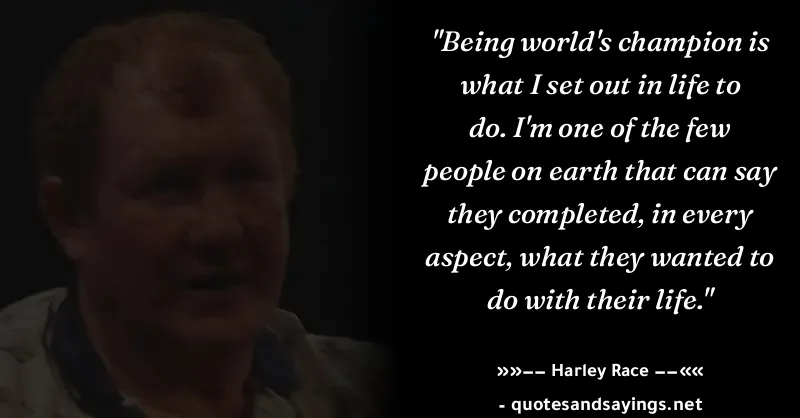 "Being world's champion is
what I set out in life to
do. I'm one of the few
people on earth that can say
they completed, in every
aspect, what they wanted to
do with their life."
»»−− Harley Race −−««
- quotesandsayings.net